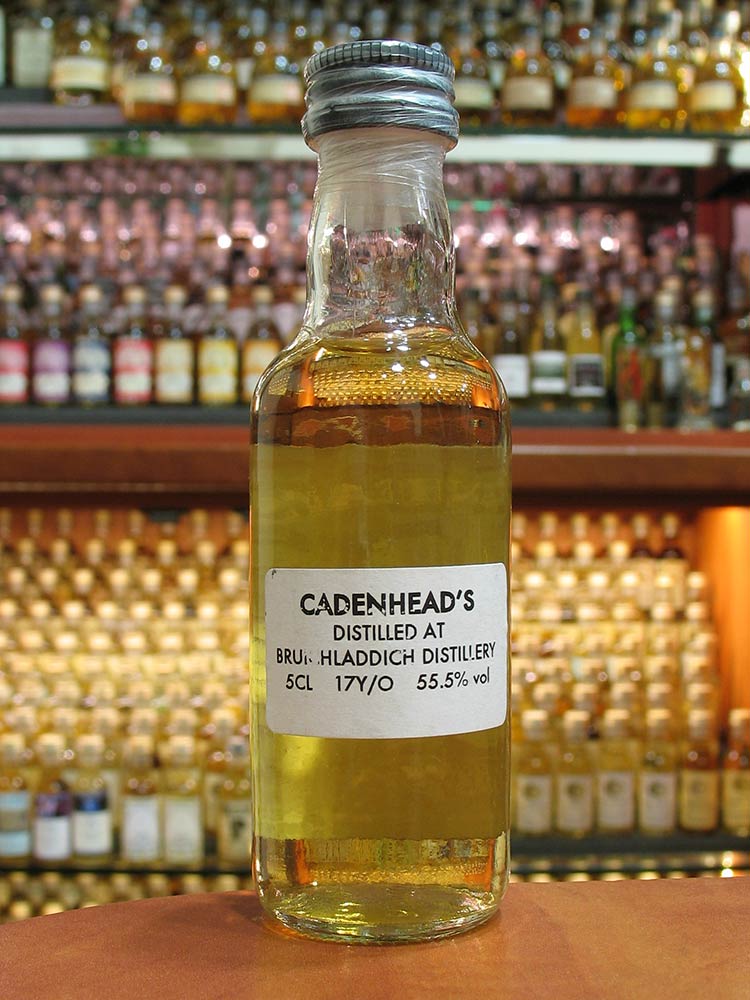 CADENHEAD'S
DISTILLED AT
BRUICHLADDICH DISTILLERY
5CL 17Y/O 55.5% vol